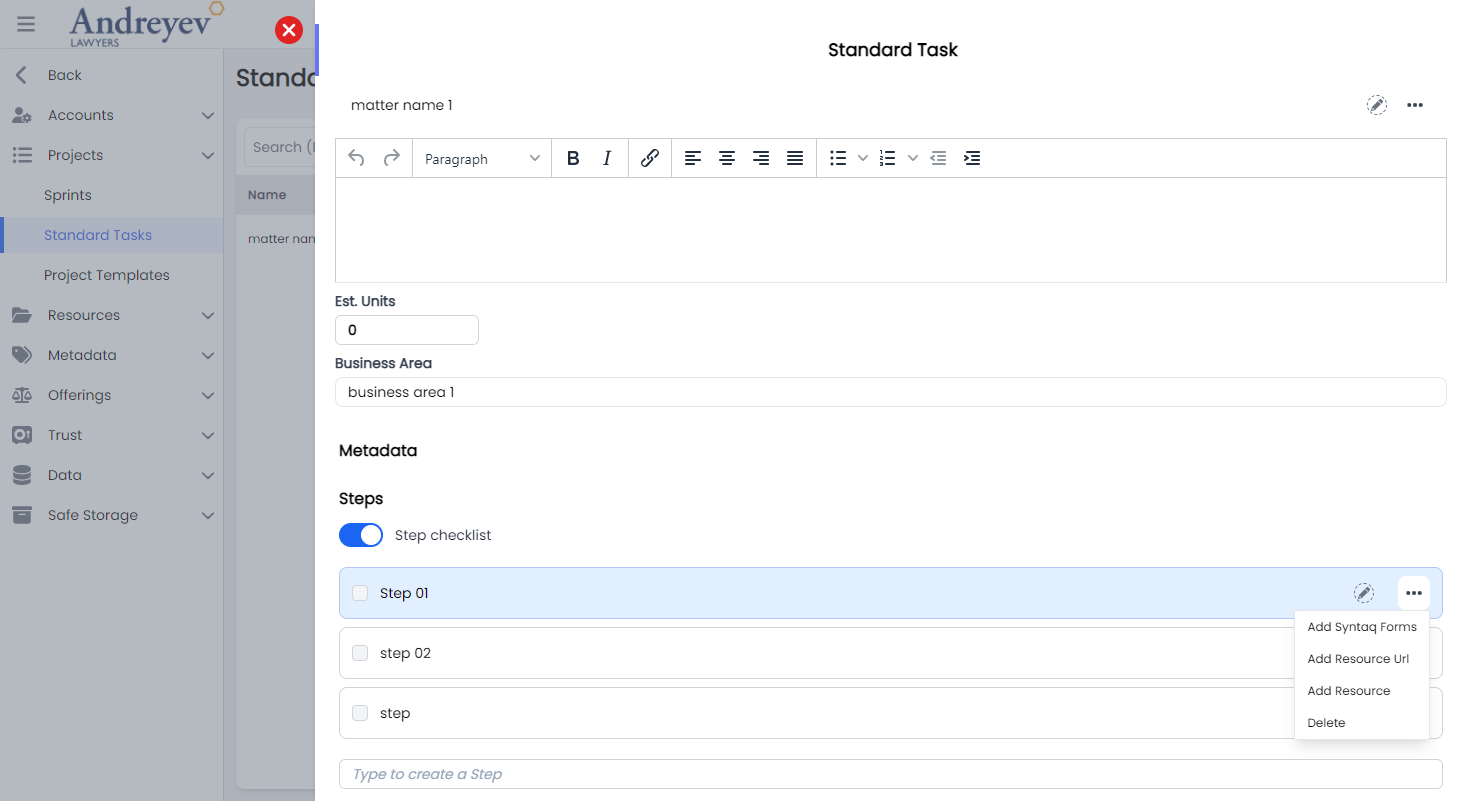 Andreyev
LAWYERS
Back
Accounts
Projects
Sprints
Standard Tasks
Project Templates
Resources
Metadata
Offerings
Trust
Data
Safe Storage
Search
Name
matter
Standard Task
matter name 1
Paragraph
B I
Est. Units
0
Business Area
business area 1
Metadata
Steps
Step checklist
Step 01
step 02
step
Add Syntaq Forms
Add Resource Url
Add Resource
Delete
Type to create a Step